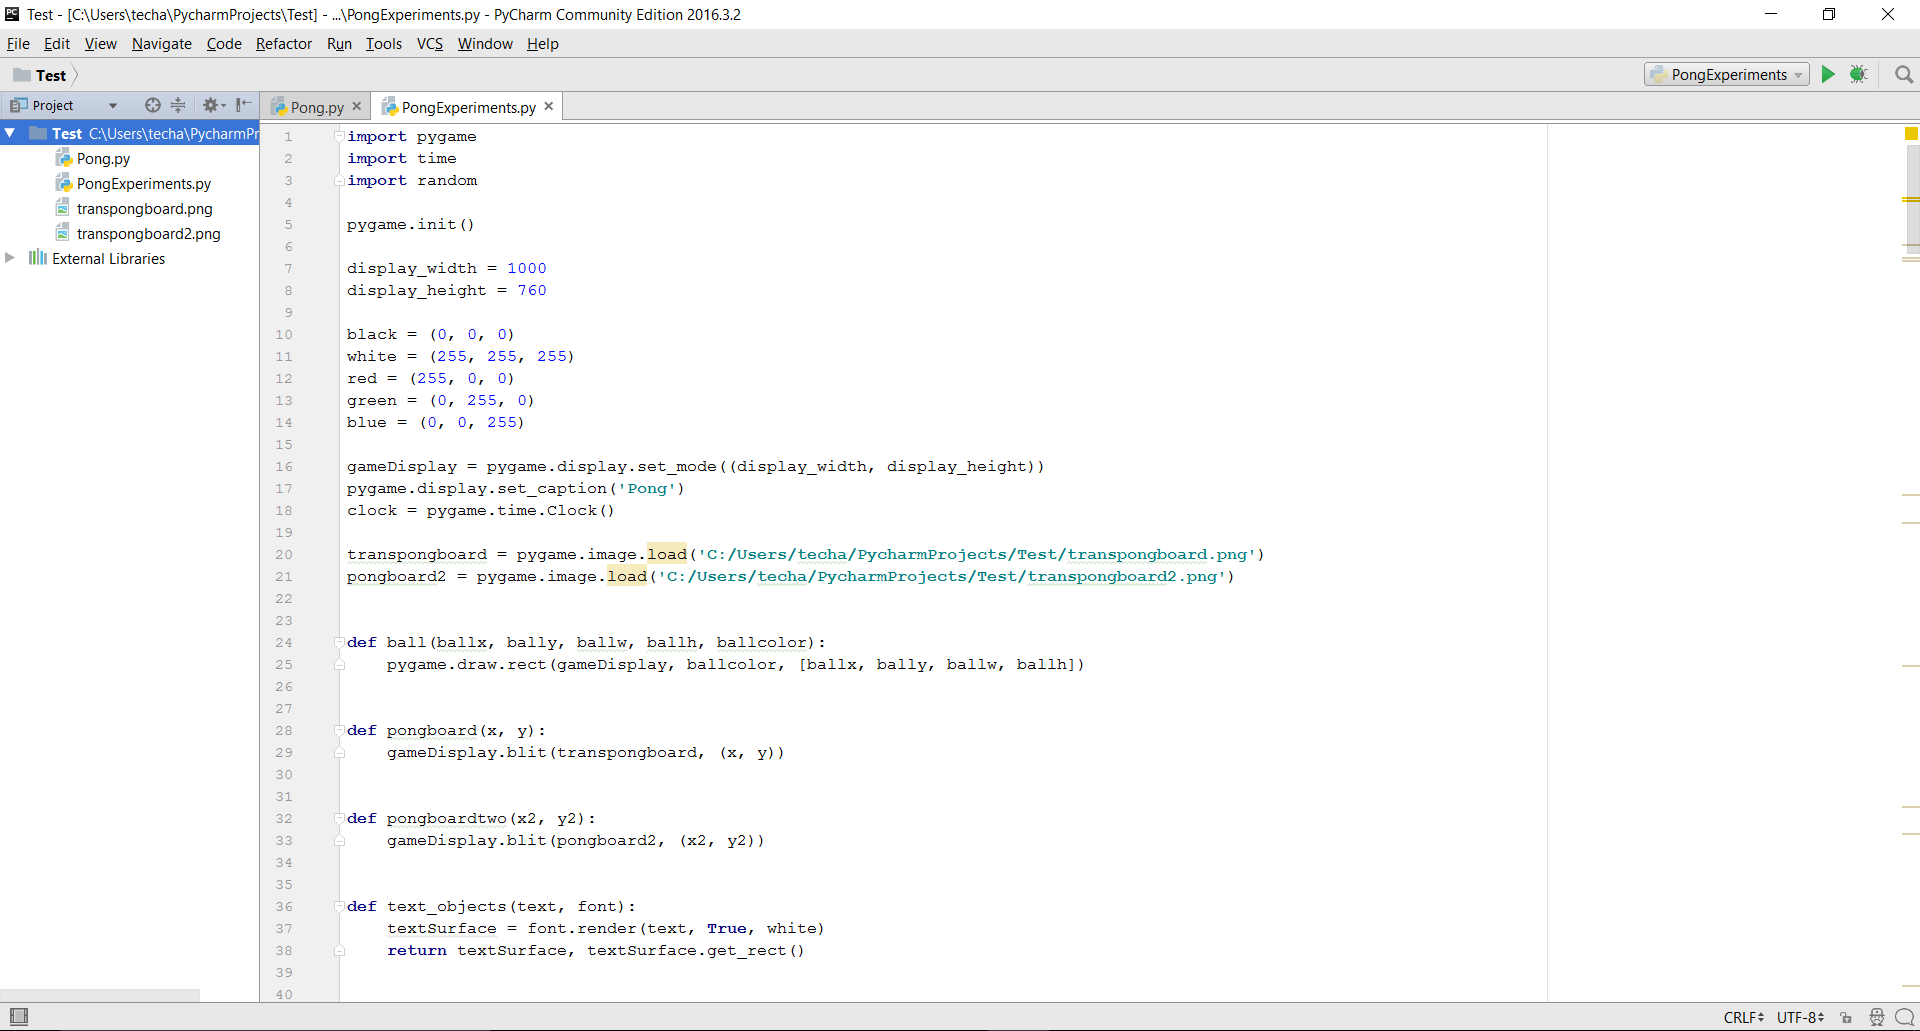 Test - [C:\Users\techa\PycharmProjects\Test] - ...\PongExperiments.py - PyCharm Community Edition 2016.3.2
File Edit View Navigate Code Refactor Run Tools VCS Window Help
Test PongExperiments
Project Pong.py PongExperiments.py
Test C:\Users\techa\PycharmPr
Pong.py
PongExperiments.py
transpongboard.png
transpongboard2.png
External Libraries
1 import pygame
2 import time
3 import random
4
5 pygame.init()
6
7 display_width = 1000
8 display_height = 760
9
10 black = (0, 0, 0)
11 white = (255, 255, 255)
12 red = (255, 0, 0)
13 green = (0, 255, 0)
14 blue = (0, 0, 255)
15
16 gameDisplay = pygame.display.set_mode((display_width, display_height))
17 pygame.display.set_caption('Pong')
18 clock = pygame.time.Clock()
19
20 transpongboard = pygame.image.load('C:/Users/techa/PycharmProjects/Test/transpongboard.png')
21 pongboard2 = pygame.image.load('C:/Users/techa/PycharmProjects/Test/transpongboard2.png')
22
23
24 def ball(ballx, bally, ballw, ballh, ballcolor):
25     pygame.draw.rect(gameDisplay, ballcolor, [ballx, bally, ballw, ballh])
26
27
28 def pongboard(x, y):
29     gameDisplay.blit(transpongboard, (x, y))
30
31
32 def pongboardtwo(x2, y2):
33     gameDisplay.blit(pongboard2, (x2, y2))
34
35
36 def text_objects(text, font):
37     textSurface = font.render(text, True, white)
38     return textSurface, textSurface.get_rect()
39
40
CRLF UTF-8